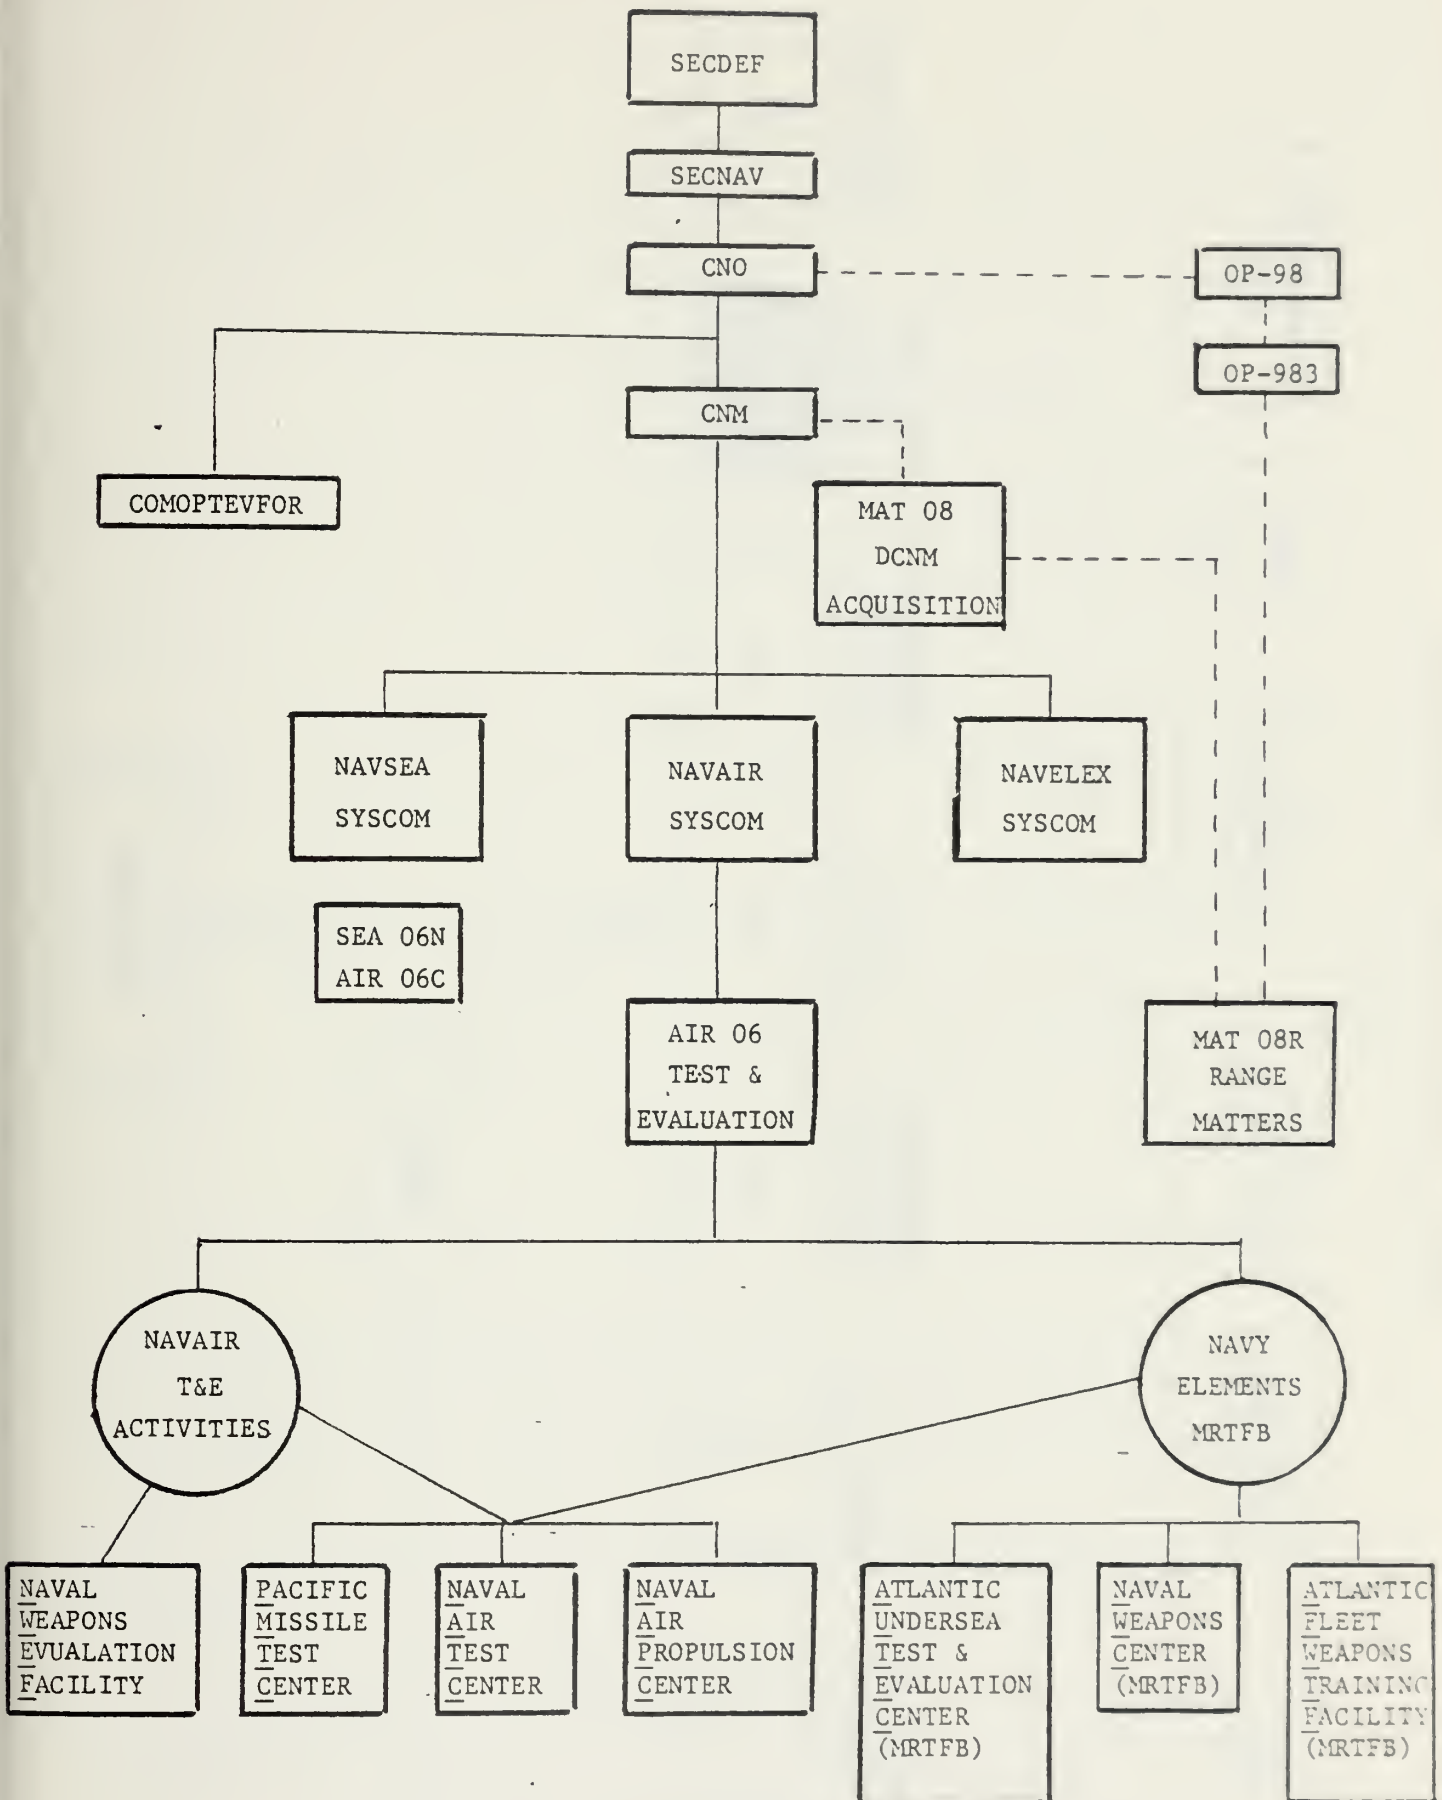 SECDEF
SECNAV
CNO
OP-98
OP-983
CNM
COMOPTEVFOR
MAT 08
DCNM
ACQUISITION
NAVSEA
SYSCOM
NAVAIR
SYSCOM
NAVELEX
SYSCOM
SEA 06N
AIR 06C
AIR 06
TEST &
EVALUATION
MAT 08R
RANGE
MATTERS
NAVAIR
T&E
ACTIVITIES
NAVY
ELEMENTS
MRTFB
NAVAL
WEAPONS
EVUALATION
FACILITY
PACIFIC
MISSILE
TEST
CENTER
NAVAL
AIR
TEST
CENTER
NAVAL
AIR
PROPULSION
CENTER
ATLANTIC
UNDERSEA
TEST &
EVALUATION
CENTER
(MRTFB)
NAVAL
WEAPONS
CENTER
(MRTFB)
ATLANTIC
FLEET
WEAPONS
TRAINING
FACILITY
(MRTFB)